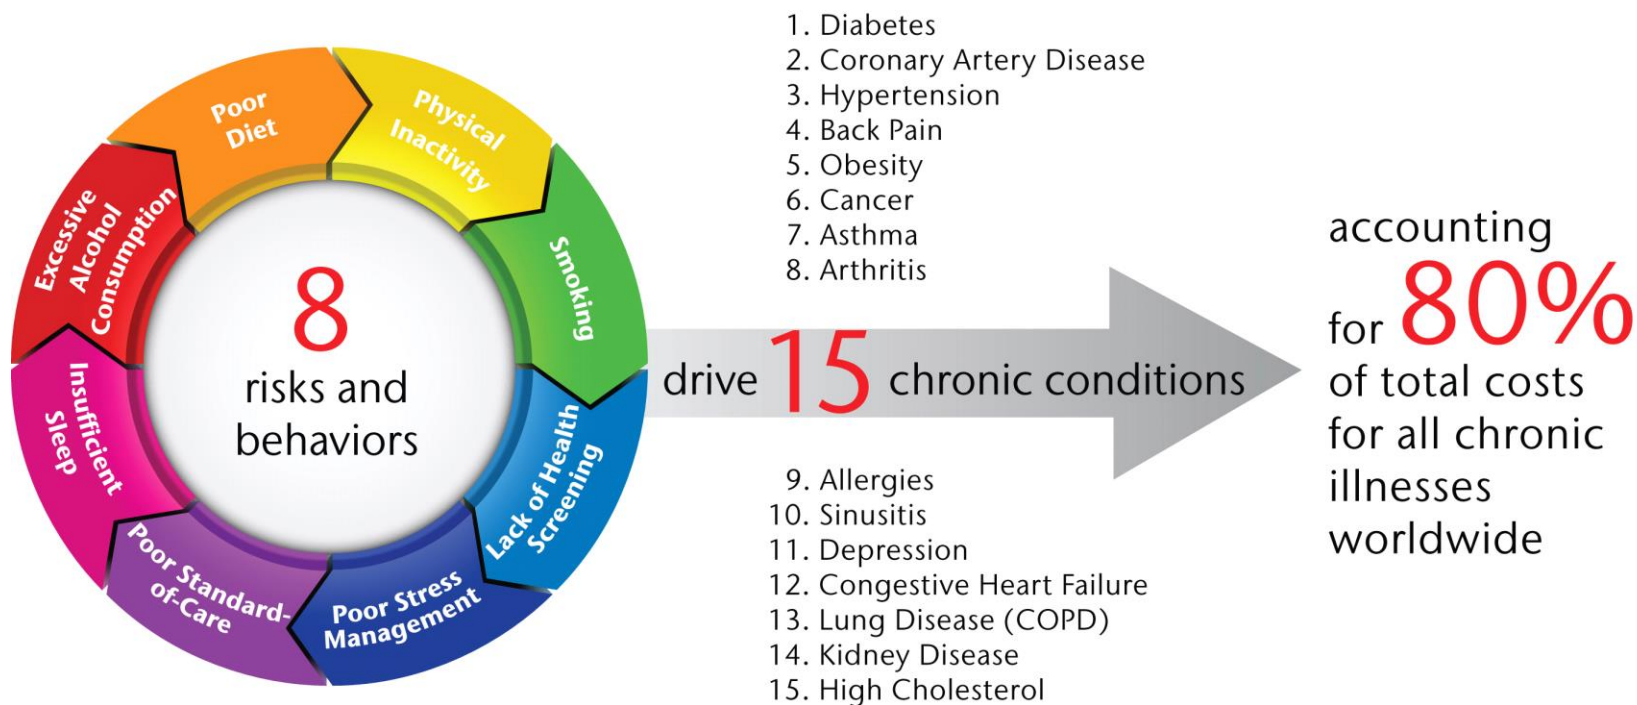 Poor
Diet
Physical
Inactivity
Smoking
Lack of Health
Screening
Poor Stress
Management
Poor Standard-
of-Care
Insufficient
Sleep
Excessive
Alcohol
Consumption
8
risks and
behaviors
1. Diabetes
2. Coronary Artery Disease
3. Hypertension
4. Back Pain
5. Obesity
6. Cancer
7. Asthma
8. Arthritis
drive 15 chronic conditions
9. Allergies
10. Sinusitis
11. Depression
12. Congestive Heart Failure
13. Lung Disease (COPD)
14. Kidney Disease
15. High Cholesterol
accounting
for 80%
of total costs
for all chronic
illnesses
worldwide